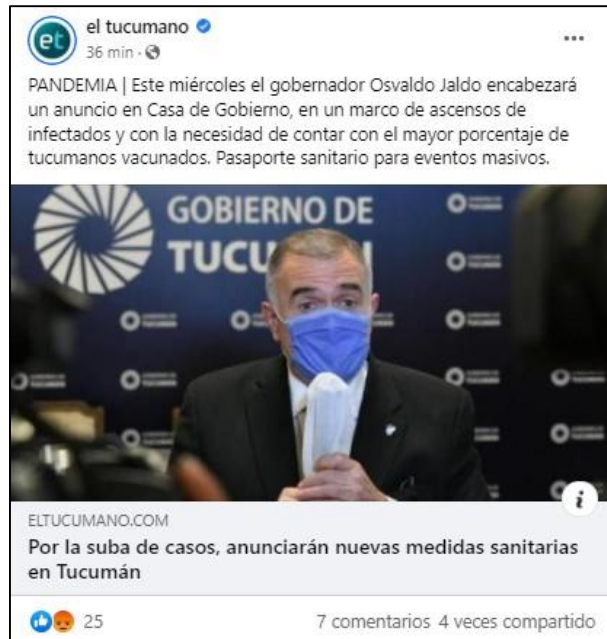 el tucumano
36 min ·
PANDEMIA | Este miércoles el gobernador Osvaldo Jaldo encabezará
un anuncio en Casa de Gobierno, en un marco de ascensos de
infectados y con la necesidad de contar con el mayor porcentaje de
tucumanos vacunados. Pasaporte sanitario para eventos masivos.
GOBIERNO DE
TUCUMÁN
ELTUCUMANO.COM
Por la suba de casos, anunciarán nuevas medidas sanitarias
en Tucumán
25
7 comentarios 4 veces compartido